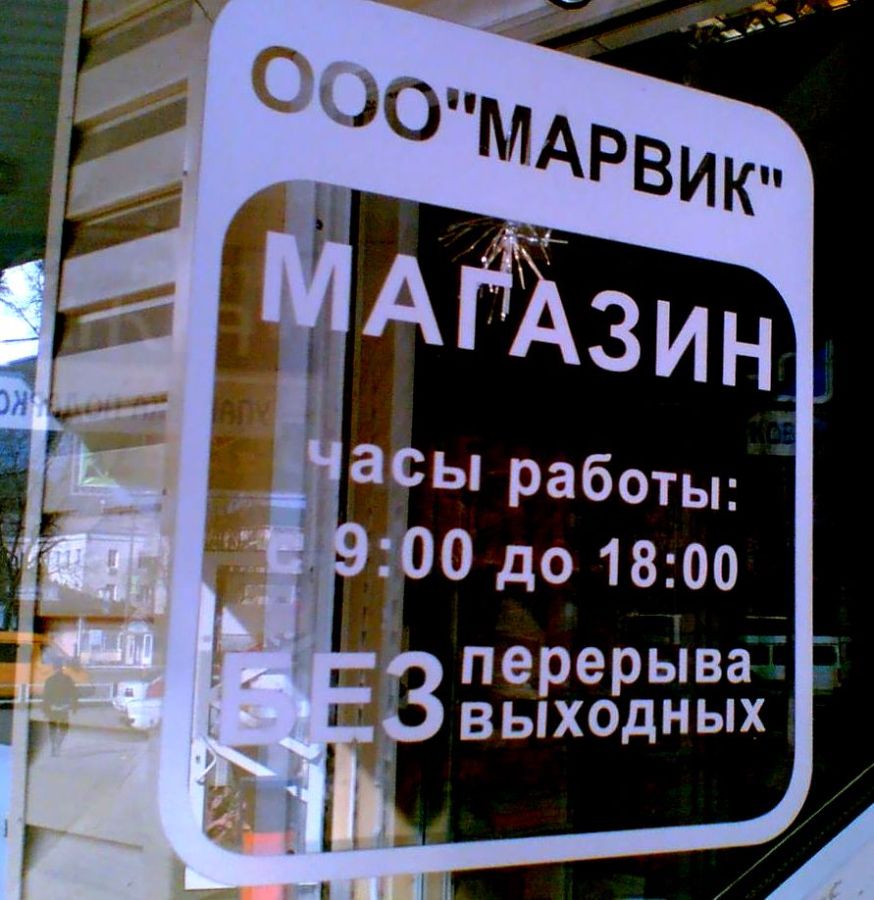 ООО "МАРВИК"
МАГАЗИН
часы работы:
с 9:00 до 18:00
БЕЗ перерыва
выходных